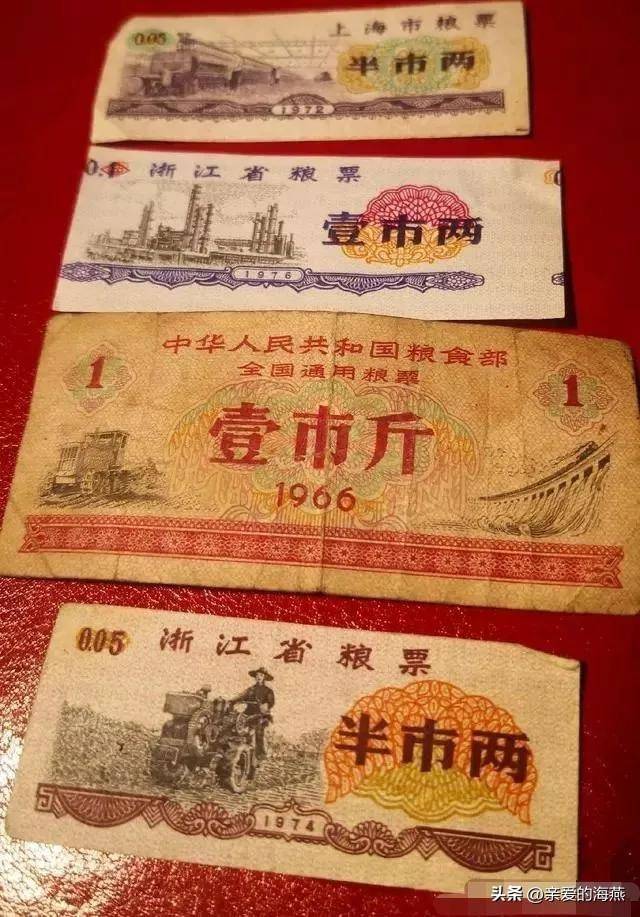 上海市粮票
0.05
半市两
1972
0.1 浙江省粮票
壹市两
1976
中华人民共和国粮食部
全国通用粮票
1 1
壹市斤
1966
0.05 浙江省粮票
半市两
1974
头条 @亲爱的海燕